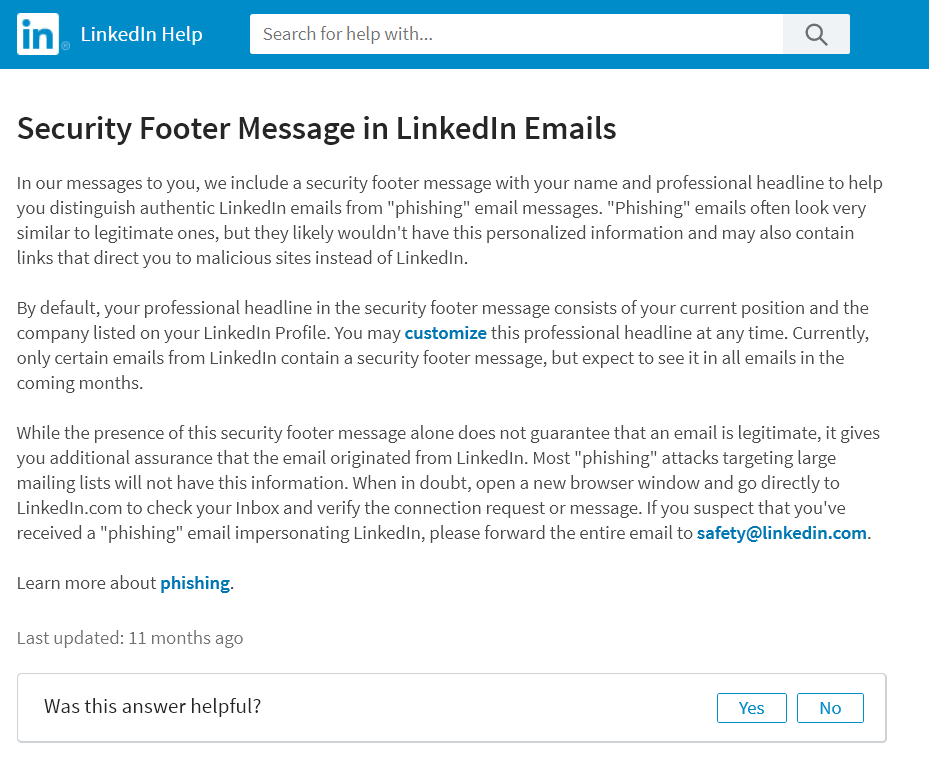 in® LinkedIn Help
Search for help with...
Security Footer Message in LinkedIn Emails
In our messages to you, we include a security footer message with your name and professional headline to help
you distinguish authentic LinkedIn emails from "phishing" email messages. "Phishing" emails often look very
similar to legitimate ones, but they likely wouldn't have this personalized information and may also contain
links that direct you to malicious sites instead of LinkedIn.
By default, your professional headline in the security footer message consists of your current position and the
company listed on your LinkedIn Profile. You may customize this professional headline at any time. Currently,
only certain emails from LinkedIn contain a security footer message, but expect to see it in all emails in the
coming months.
While the presence of this security footer message alone does not guarantee that an email is legitimate, it gives
you additional assurance that the email originated from LinkedIn. Most "phishing" attacks targeting large
mailing lists will not have this information. When in doubt, open a new browser window and go directly to
LinkedIn.com to check your Inbox and verify the connection request or message. If you suspect that you've
received a "phishing" email impersonating LinkedIn, please forward the entire email to safety@linkedin.com.
Learn more about phishing.
Last updated: 11 months ago
Was this answer helpful?
Yes No